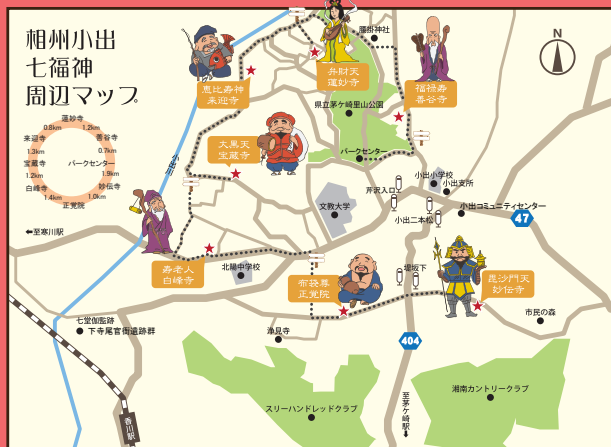 相州小出
七福神
周辺マップ
蓮妙寺
0.8km
1.2km
来迎寺
善谷寺
1.3km
0.7km
宝蔵寺
パークセンター
1.2km
1.9km
白峰寺
妙伝寺
1.4km
1.0km
正覚院
←至寒川駅
小出川
恵比寿神
来迎寺
弁財天
蓮妙寺
腰掛神社
福禄寿
善谷寺
N
県立茅ケ崎里山公園
大黒天
宝蔵寺
パークセンター
小出小学校
小出支所
芹沢入口
文教大学
小出二本松
小出コミュニティセンター
47
寿老人
白峰寺
北陽中学校
布袋尊
正覚院
堤坂下
毘沙門天
妙伝寺
市民の森
七堂伽藍跡
下寺尾官衙遺跡群
浄見寺
404
至茅ケ崎駅→
スリーハンドレッドクラブ
湘南カントリークラブ
香川駅